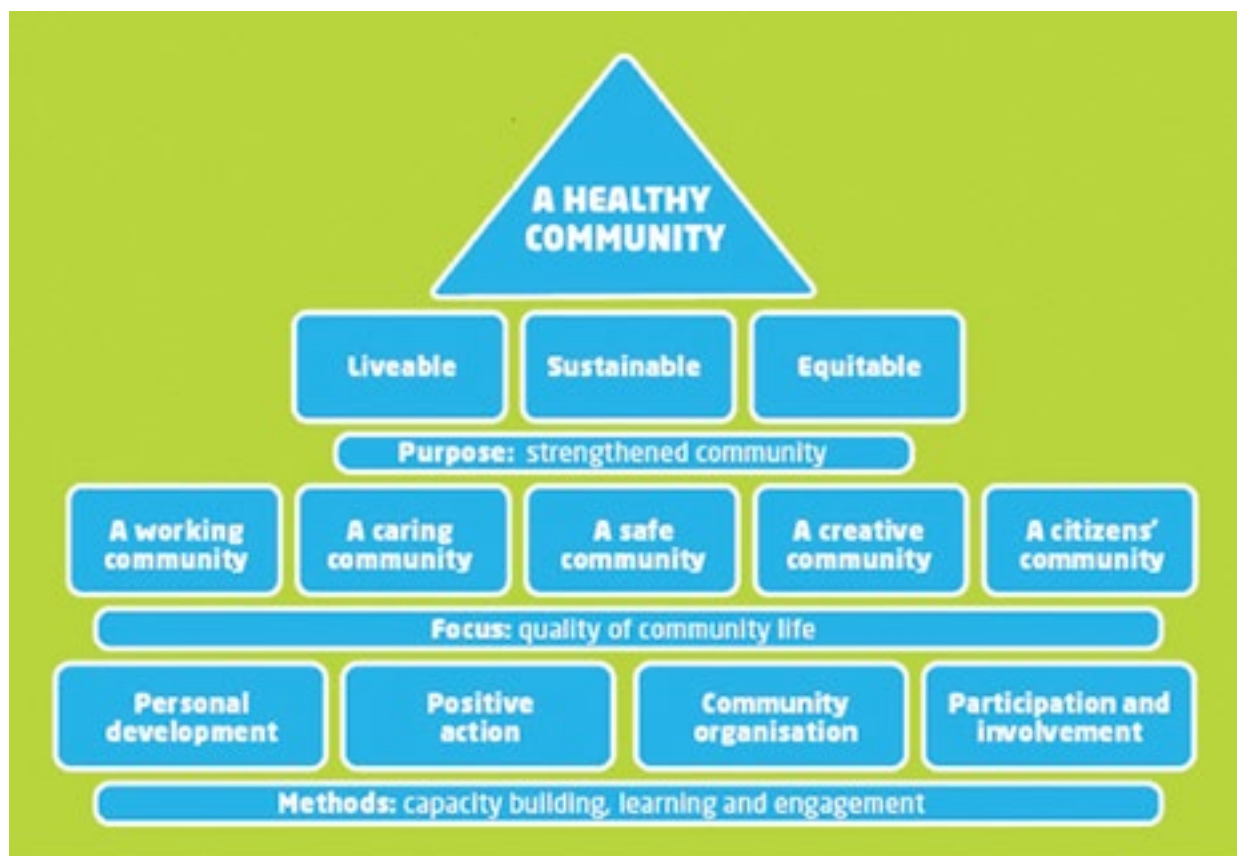 A HEALTHY
COMMUNITY
Liveable
Sustainable
Equitable
Purpose: strengthened community
A working
community
A caring
community
A safe
community
A creative
community
A citizens’
community
Focus: quality of community life
Personal
development
Positive
action
Community
organisation
Participation and
involvement
Methods: capacity building, learning and engagement